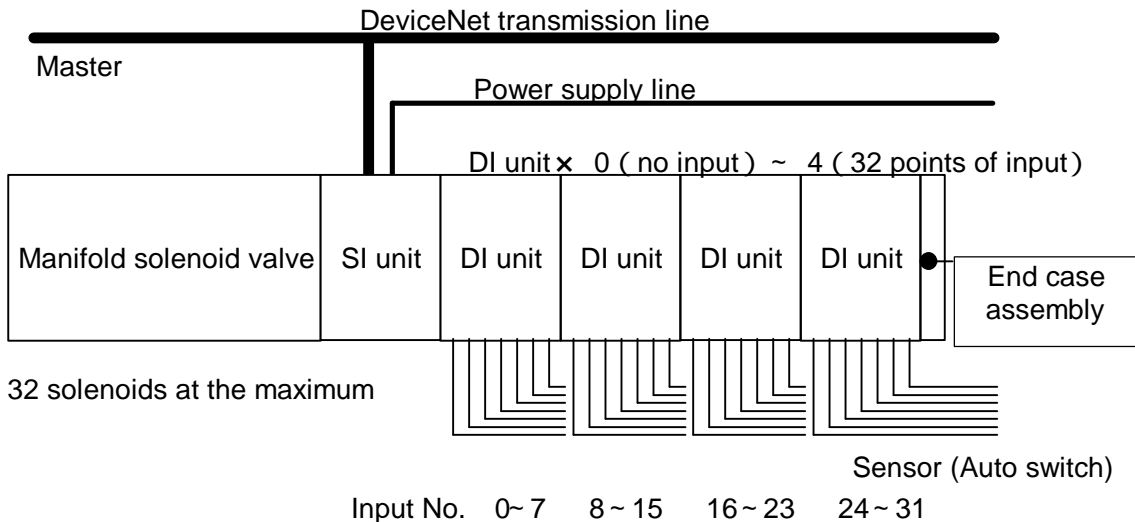 DeviceNet transmission line
Master
Power supply line
DI unit × 0 ( no input ) ~ 4 ( 32 points of input )
Manifold solenoid valve SI unit DI unit DI unit DI unit DI unit
End case
assembly
32 solenoids at the maximum
Sensor (Auto switch)
Input No. 0~7 8~15 16~23 24~31